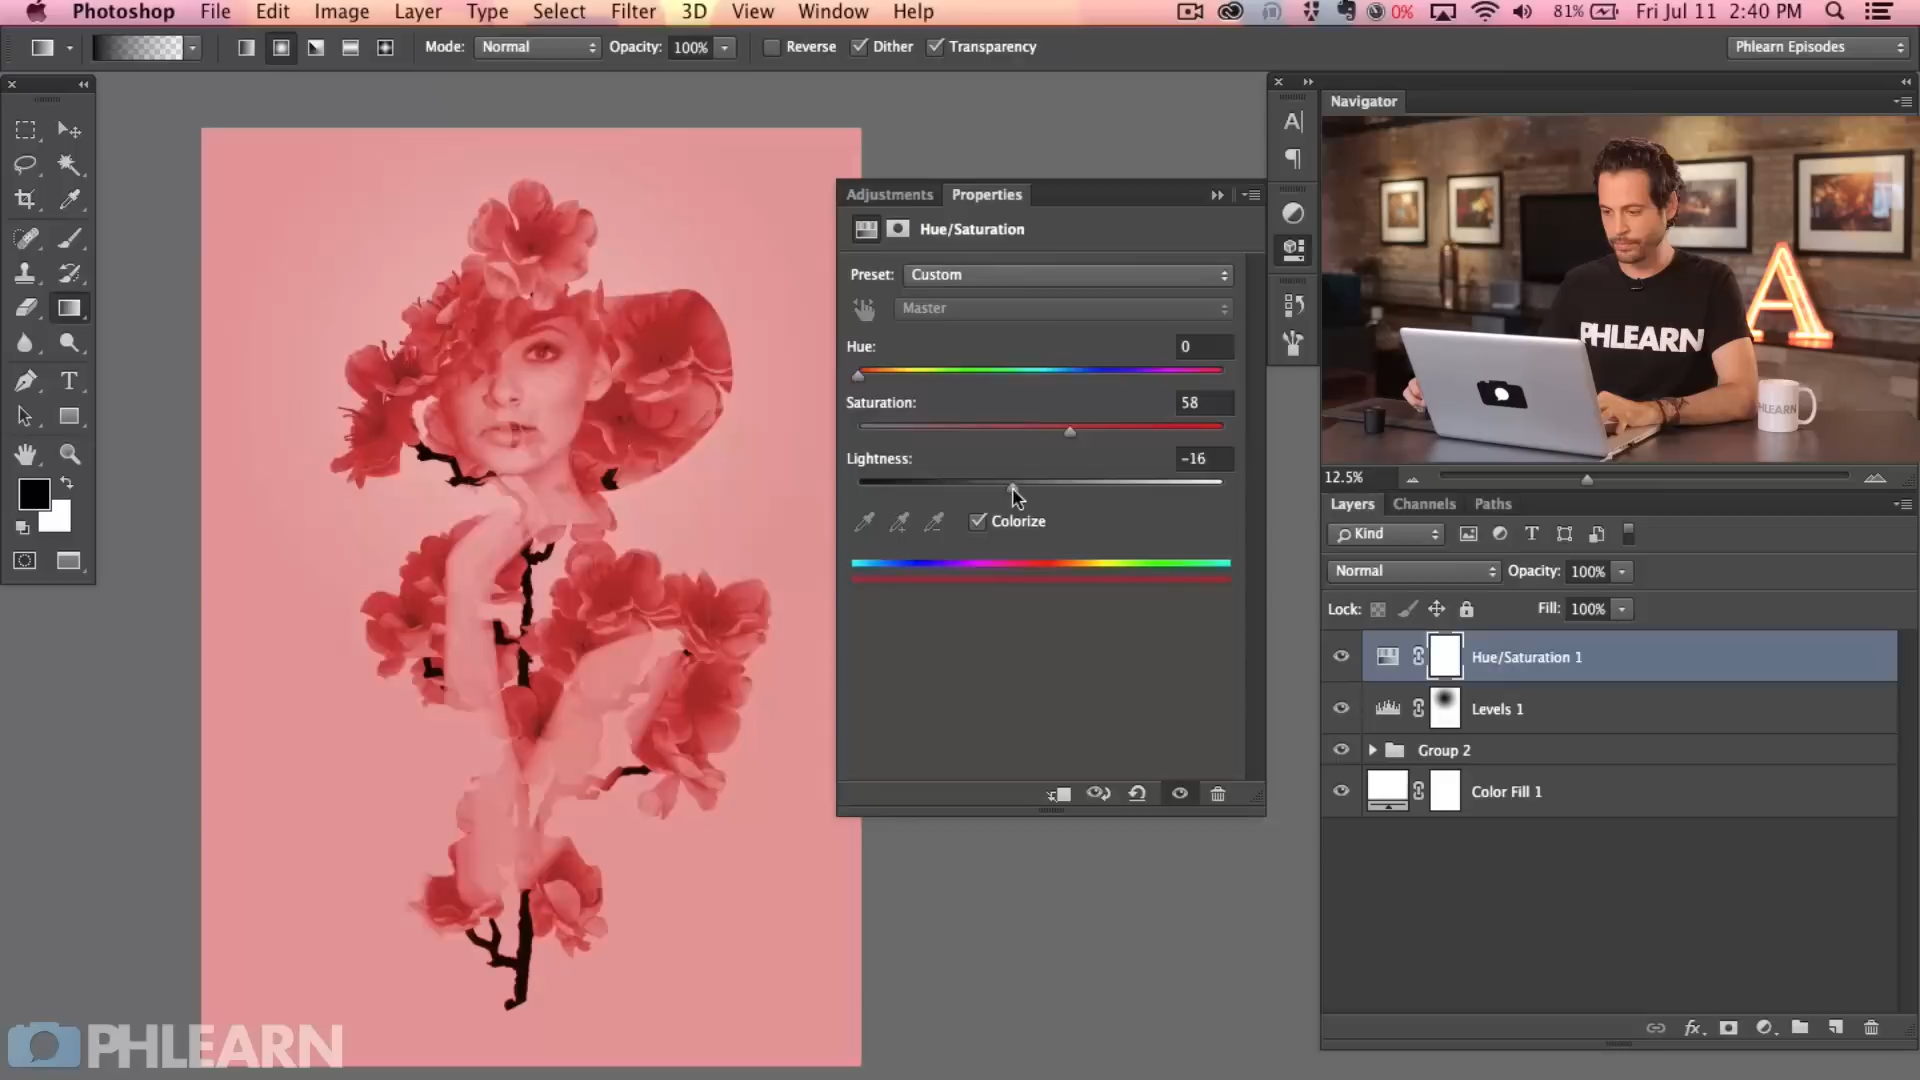 Photoshop File Edit Image Layer Type Select Filter 3D View Window Help 0% 81% Fri Jul 11 2:40 PM
Mode: Normal Opacity: 100% Reverse Dither Transparency Phlearn Episodes
Navigator
Adjustments Properties
Hue/Saturation
Preset: Custom
Master
Hue: 0
Saturation: 58
Lightness: -16
Colorize
PHLEARN
PHLEARN
A
12.5%
Layers Channels Paths
Kind
Normal Opacity: 100%
Lock: Fill: 100%
Hue/Saturation 1
Levels 1
Group 2
Color Fill 1
PHLEARN